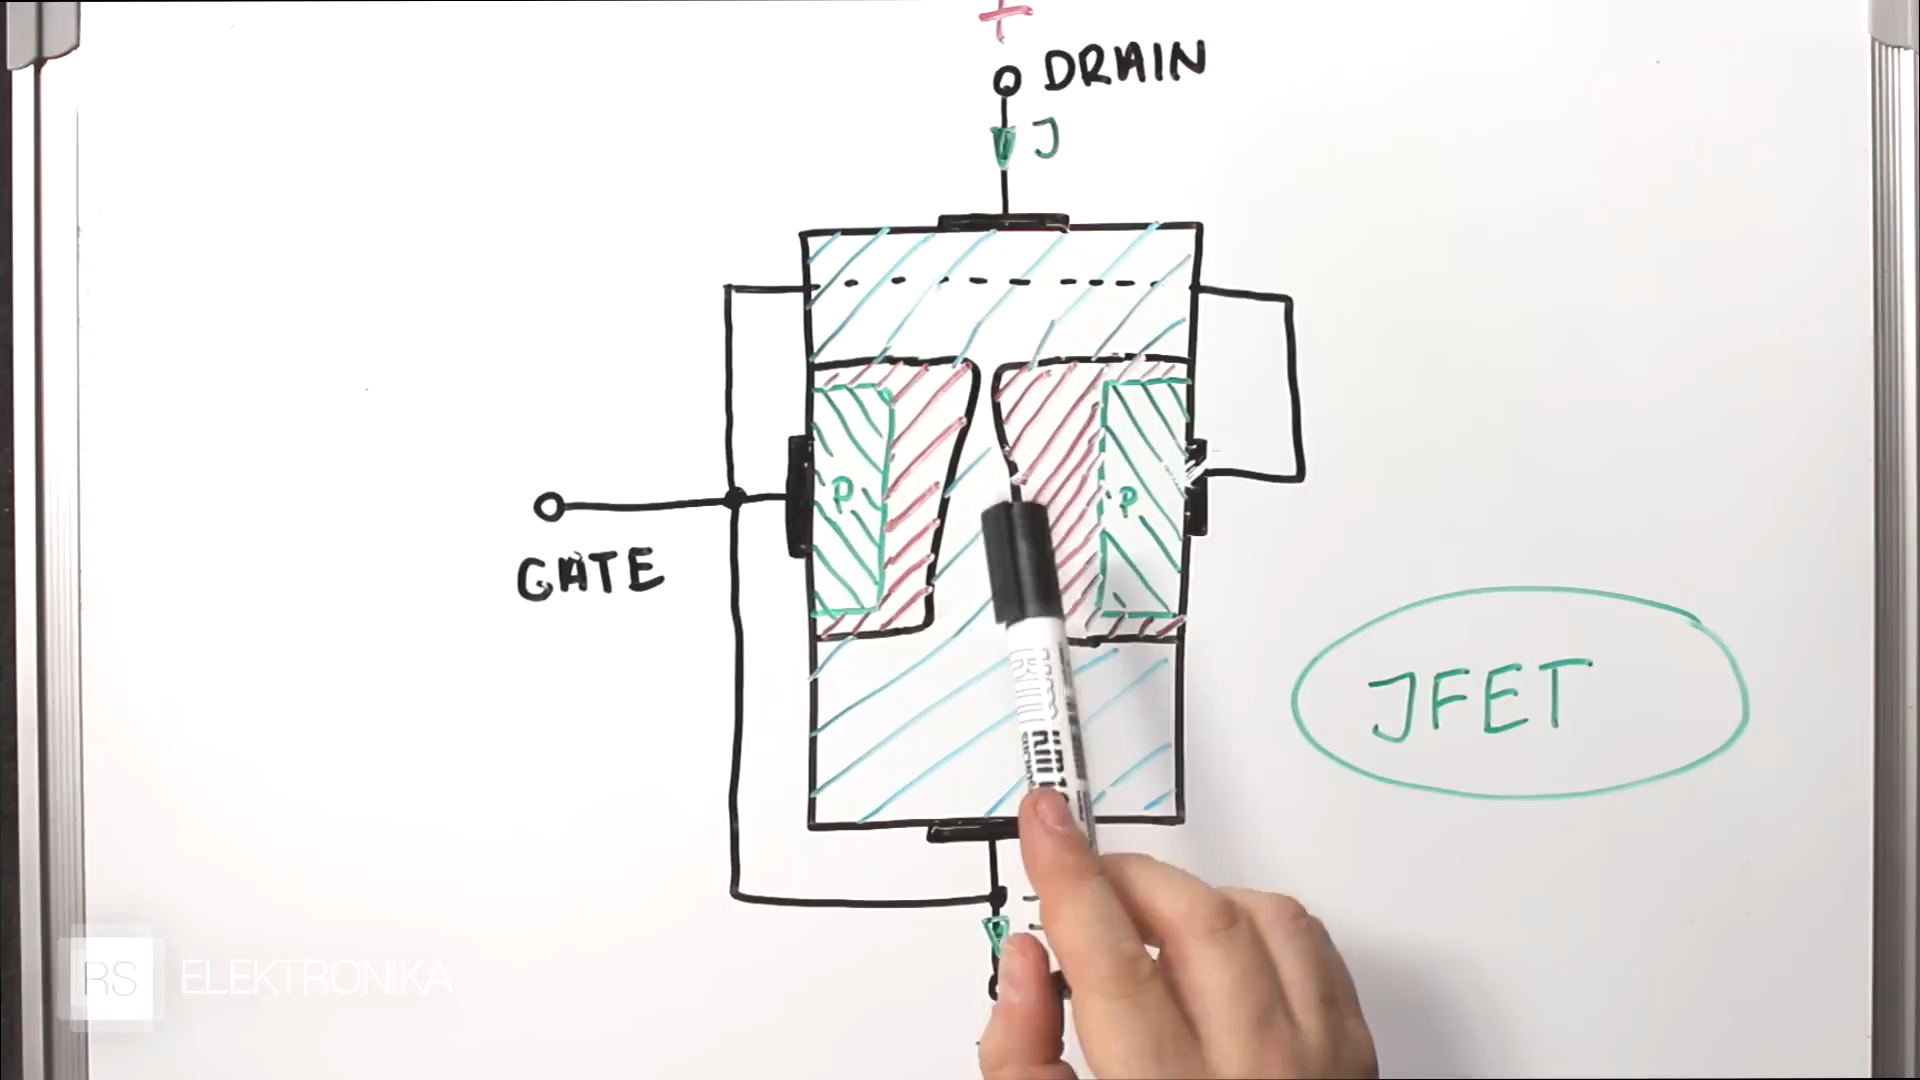 +
DRAIN
J
P
P
GATE
JFET
RS ELEKTRONIKA